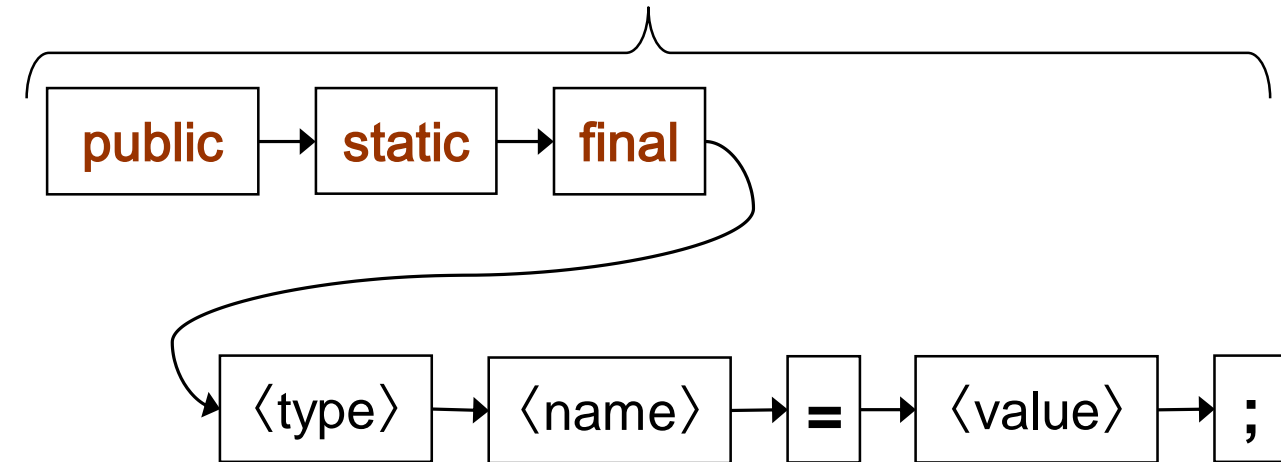 public static final
〈type〉 〈name〉 = 〈value〉 ;